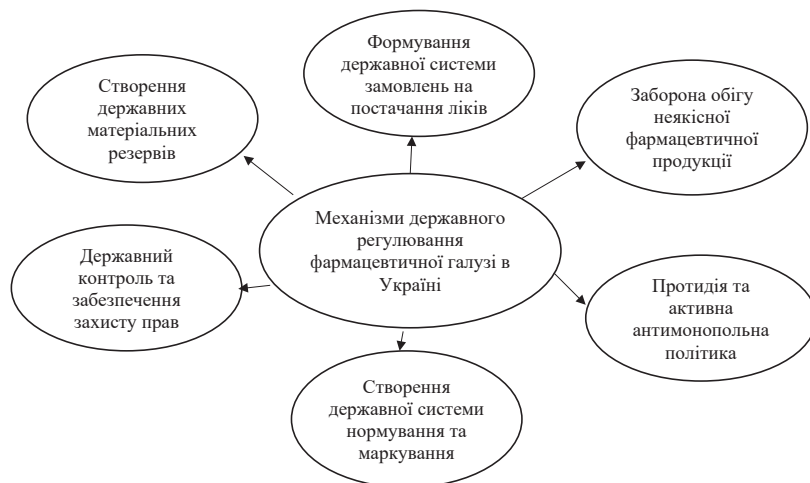 Формування
державної системи
замовлень на
постачання ліків
Створення
державних
матеріальних
резервів
Заборона обігу
неякісної
фармацевтичної
продукції
Механізми державного
регулювання
фармацевтичної галузі в
Україні
Державний
контроль та
забезпечення
захисту прав
Протидія та
активна
антимонопольна
політика
Створення
державної системи
нормування та
маркування